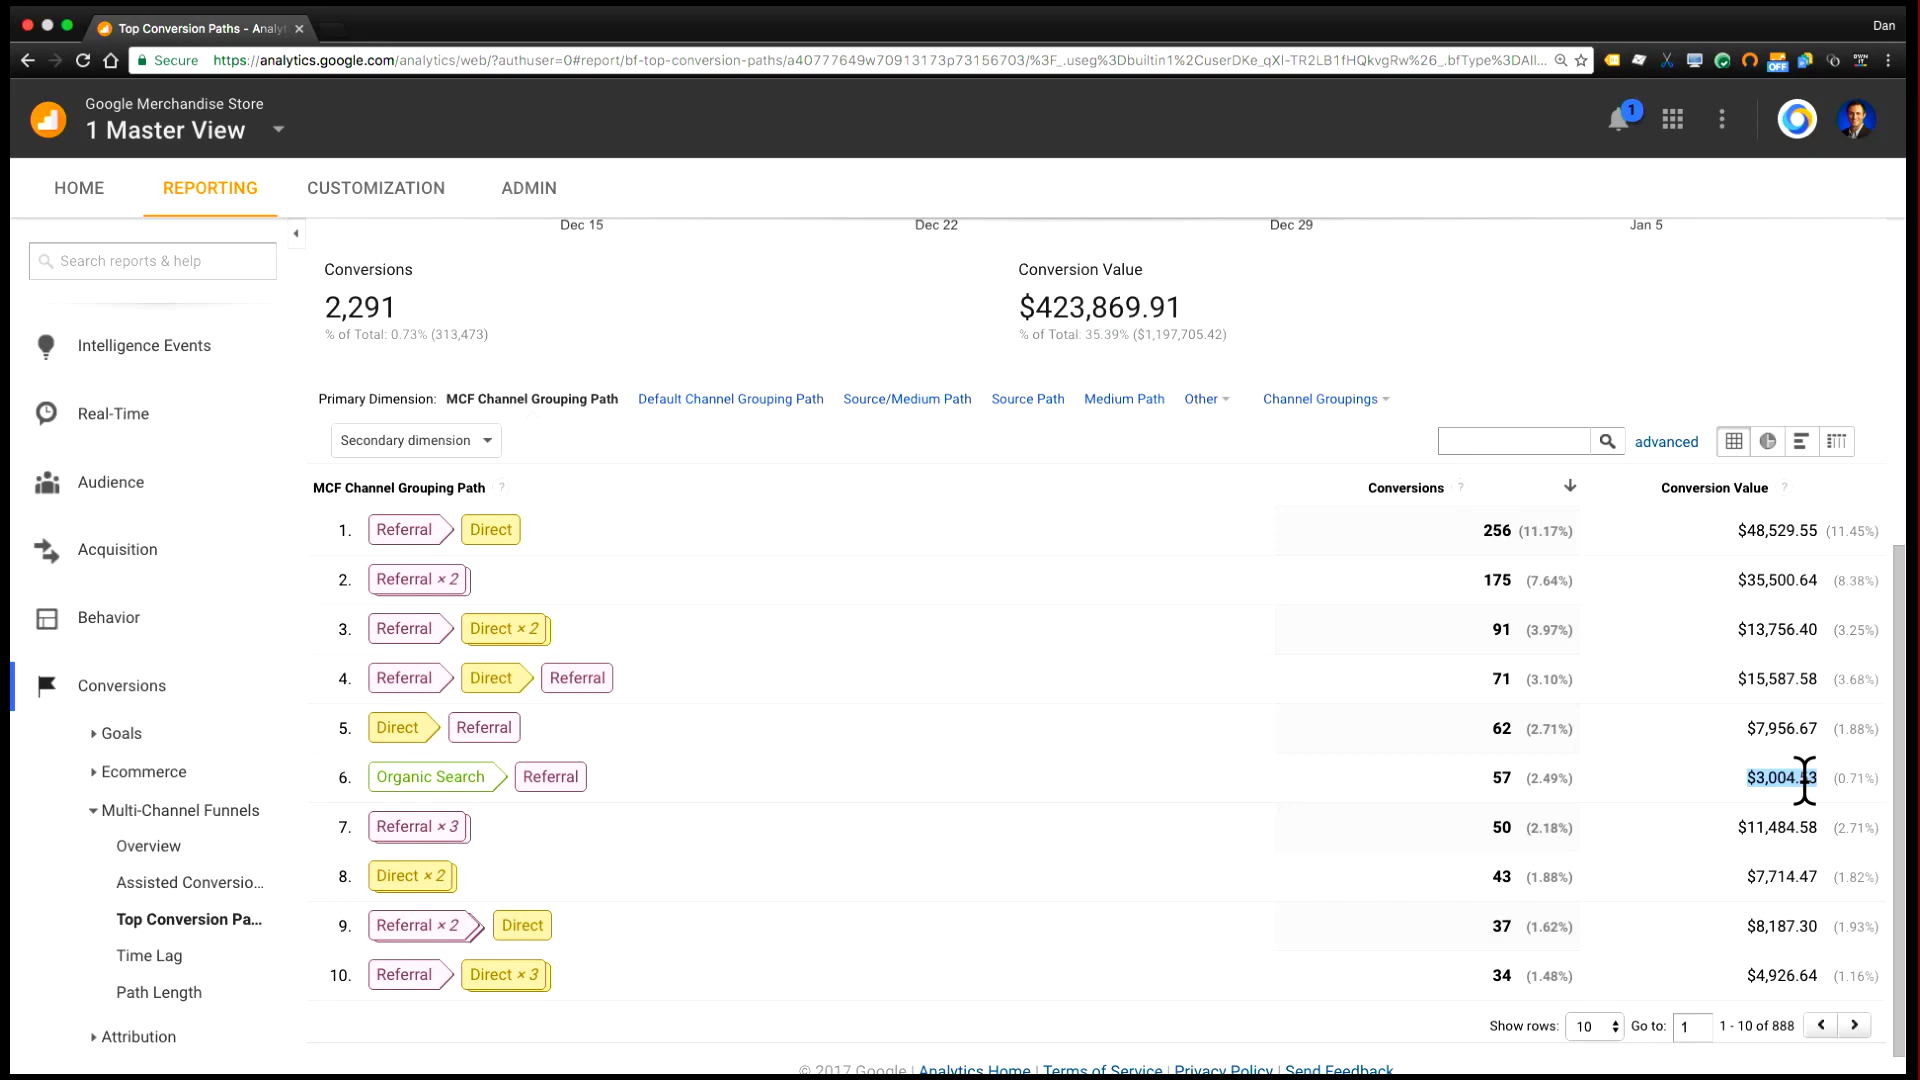 Top Conversion Paths - Analyt
Dan
Secure https://analytics.google.com/analytics/web/?authuser=0#report/bf-top-conversion-paths/a40777649w70913173p73156703/%3F_.useg%3Dbuiltin1%2CuserDKe_qXl-TR2LB1fHQkvgRw%26_.bfType%3DAll...
OFF
Google Merchandise Store
1 Master View
1
HOME REPORTING CUSTOMIZATION ADMIN
Dec 15 Dec 22 Dec 29 Jan 5
Search reports & help
Intelligence Events
Real-Time
Audience
Acquisition
Behavior
Conversions
Goals
Ecommerce
Multi-Channel Funnels
Overview
Assisted Conversio...
Top Conversion Pa...
Time Lag
Path Length
Attribution
Conversions Conversion Value
2,291 $423,869.91
% of Total: 0.73% (313,473) % of Total: 35.39% ($1,197,705.42)
Primary Dimension: MCF Channel Grouping Path Default Channel Grouping Path Source/Medium Path Source Path Medium Path Other Channel Groupings
Secondary dimension advanced
MCF Channel Grouping Path ? Conversions ? Conversion Value ?
1. Referral Direct 256 (11.17%) $48,529.55 (11.45%)
2. Referral × 2 175 (7.64%) $35,500.64 (8.38%)
3. Referral Direct × 2 91 (3.97%) $13,756.40 (3.25%)
4. Referral Direct Referral 71 (3.10%) $15,587.58 (3.68%)
5. Direct Referral 62 (2.71%) $7,956.67 (1.88%)
6. Organic Search Referral 57 (2.49%) (0.71%)
7. Referral × 3 50 (2.18%) $11,484.58 (2.71%)
8. Direct × 2 43 (1.88%) $7,714.47 (1.82%)
9. Referral × 2 Direct 37 (1.62%) $8,187.30 (1.93%)
10. Referral Direct × 3 34 (1.48%) $4,926.64 (1.16%)
Show rows: 10 Go to: 1 1 - 10 of 888
© 2017 Google | Analytics Home | Terms of Service | Privacy Policy | Send Feedback